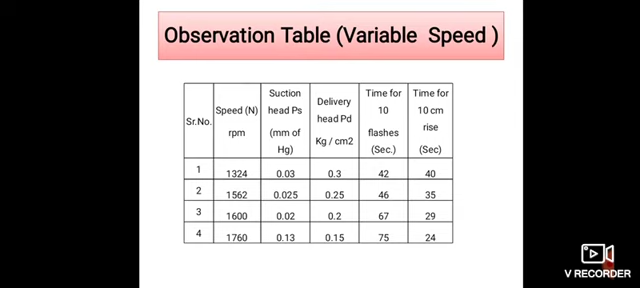 Observation Table (Variable Speed )
Sr.No. Speed (N) rpm Suction head Ps (mm of Hg) Delivery head Pd Kg / cm2 Time for 10 flashes (Sec.) Time for 10 cm rise (Sec)
1 1324 0.03 0.3 42 40
2 1562 0.025 0.25 46 35
3 1600 0.02 0.2 67 29
4 1760 0.13 0.15 75 24
V RECORDER